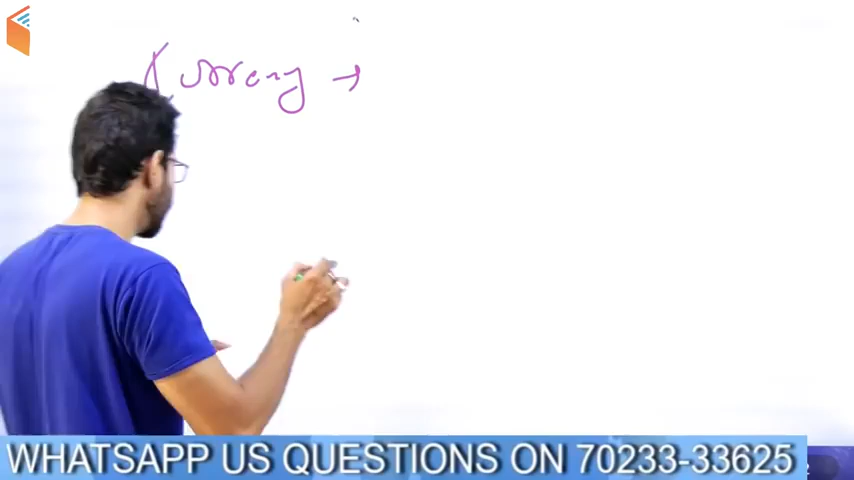 Currency →
WHATSAPP US QUESTIONS ON 70233-33625